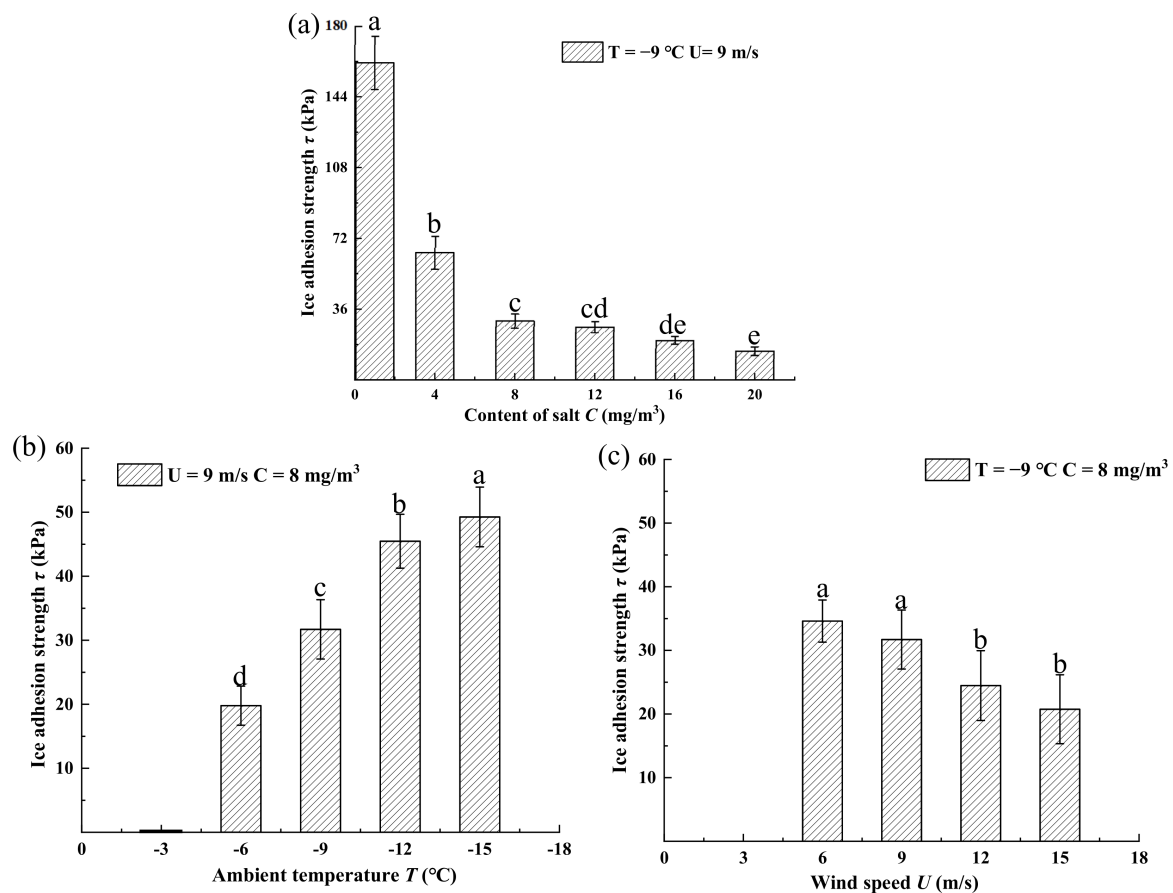 (a)
T = −9 °C U= 9 m/s
Ice adhesion strength τ (kPa)
180
144
108
72
36
a
b
c
cd
de
e
0 4 8 12 16 20
Content of salt C (mg/m³)
(b)
U = 9 m/s C = 8 mg/m³
Ice adhesion strength τ (kPa)
60
50
40
30
20
10
d
c
b
a
0 -3 -6 -9 -12 -15 -18
Ambient temperature T (°C)
(c)
T = −9 °C C = 8 mg/m³
Ice adhesion strength τ (kPa)
60
50
40
30
20
10
a
a
b
b
0 3 6 9 12 15 18
Wind speed U (m/s)